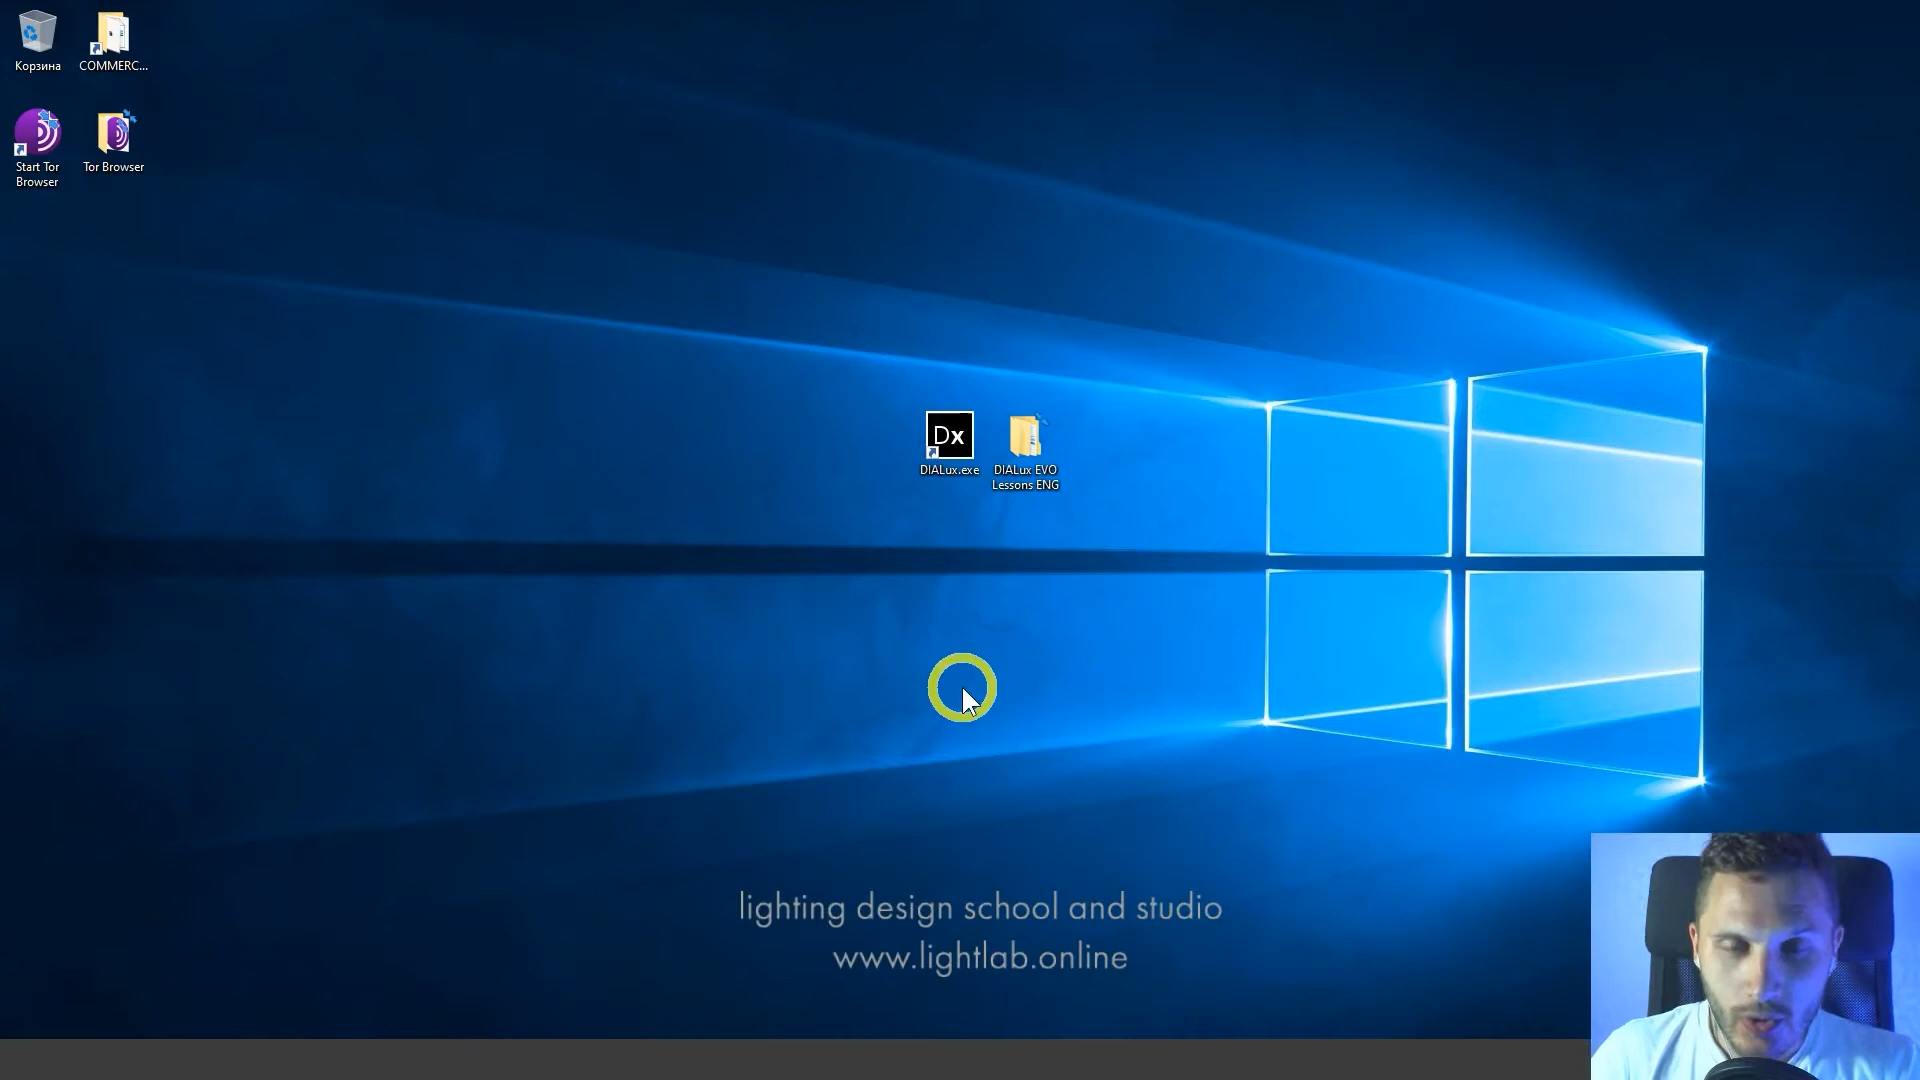 Корзина
COMMERC...
Start Tor
Browser
Tor Browser
Dx
DIALux.exe
DIALux EVO
Lessons ENG
lighting design school and studio
www.lightlab.online